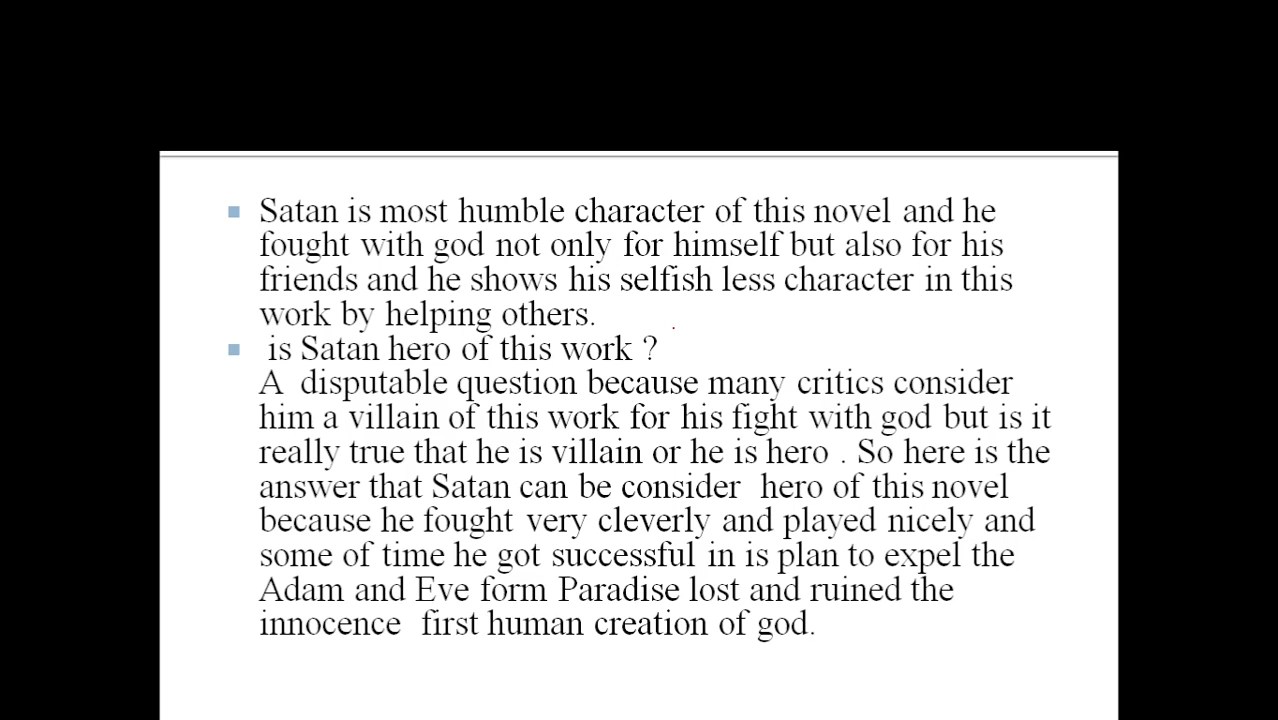 Satan is most humble character of this novel and he
fought with god not only for himself but also for his
friends and he shows his selfish less character in this
work by helping others.
is Satan hero of this work ?
A disputable question because many critics consider
him a villain of this work for his fight with god but is it
really true that he is villain or he is hero . So here is the
answer that Satan can be consider hero of this novel
because he fought very cleverly and played nicely and
some of time he got successful in is plan to expel the
Adam and Eve form Paradise lost and ruined the
innocence first human creation of god.